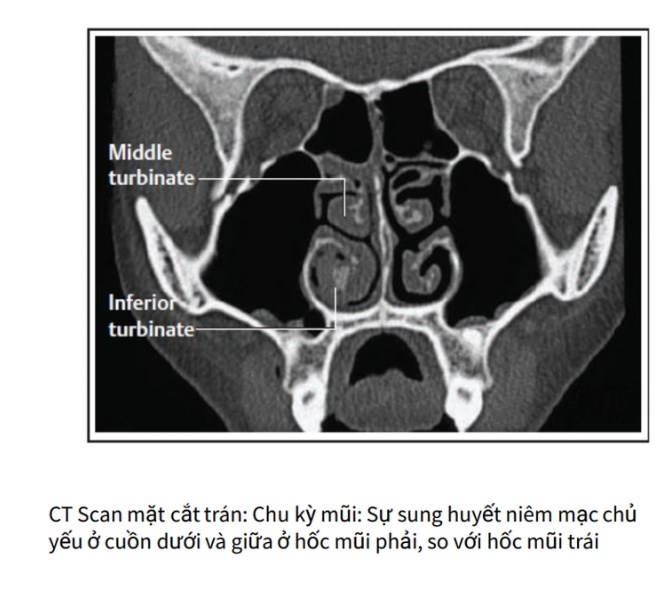 Middle
turbinate
Inferior
turbinate
CT Scan mặt cắt trán: Chu kỳ mũi: Sự sung huyết niêm mạc chủ
yếu ở cuồn dưới và giữa ở hốc mũi phải, so với hốc mũi trái